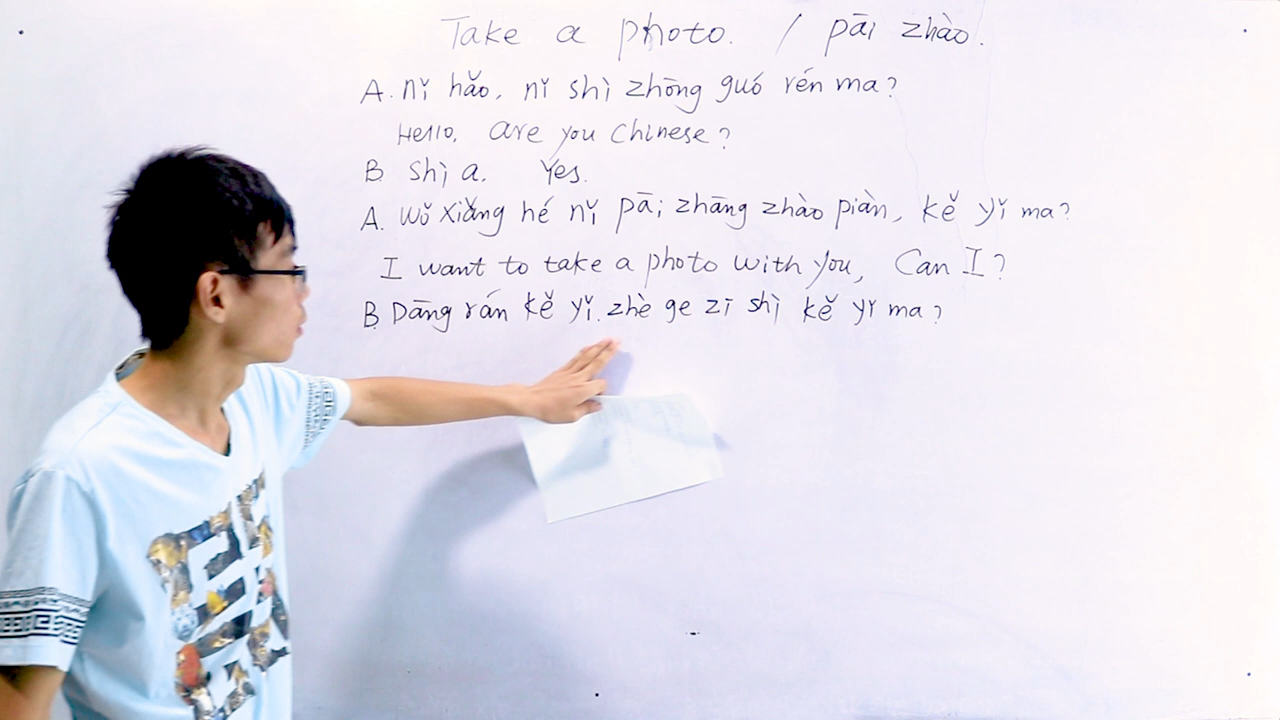 Take a photo. / pāi zhào.
A. nǐ hǎo, nǐ shì zhōng guó rén ma?
Hello, are you Chinese?
B shì a. Yes.
A. wǒ xiǎng hé nǐ pāi zhāng zhào piàn, kě yǐ ma?
I want to take a photo with you, Can I?
B. Dāng rán kě yǐ. zhè ge zī shì kě yǐ ma?